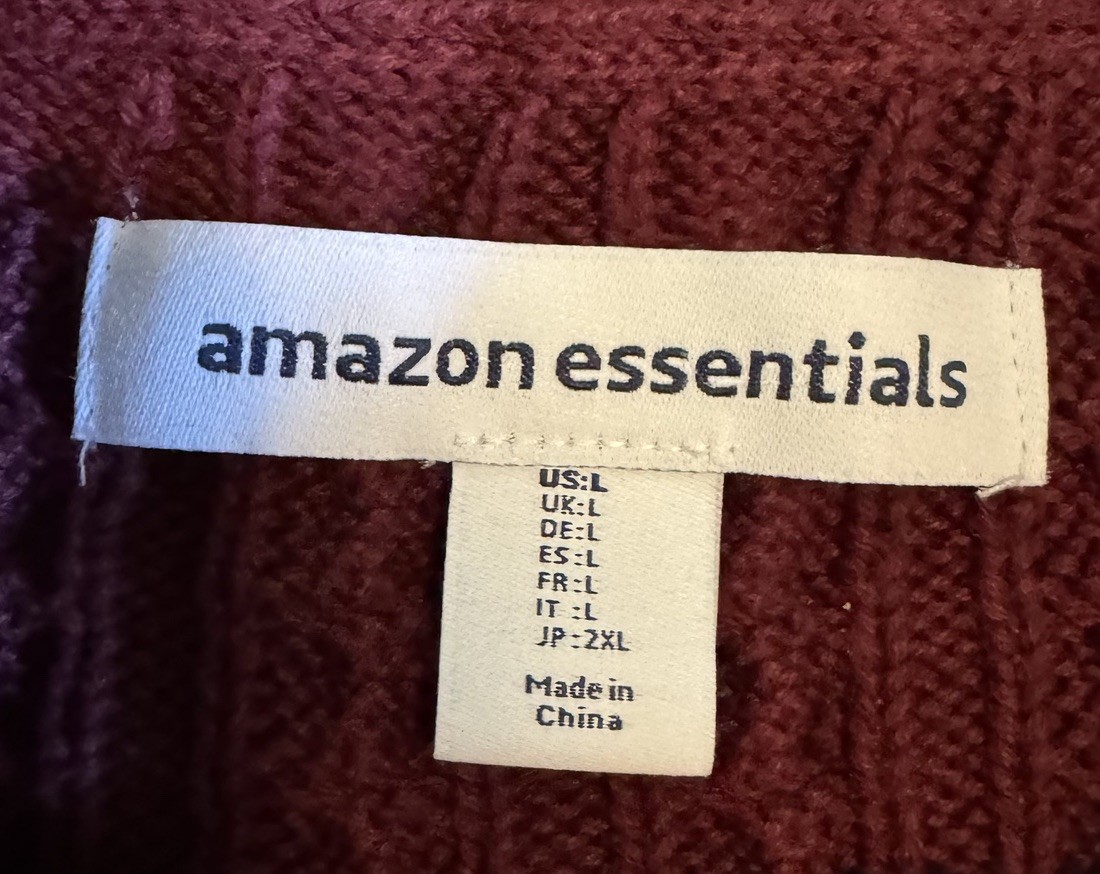 amazon essentials
US:L
UK:L
DE:L
ES:L
FR:L
IT :L
JP:2XL
Made in
China